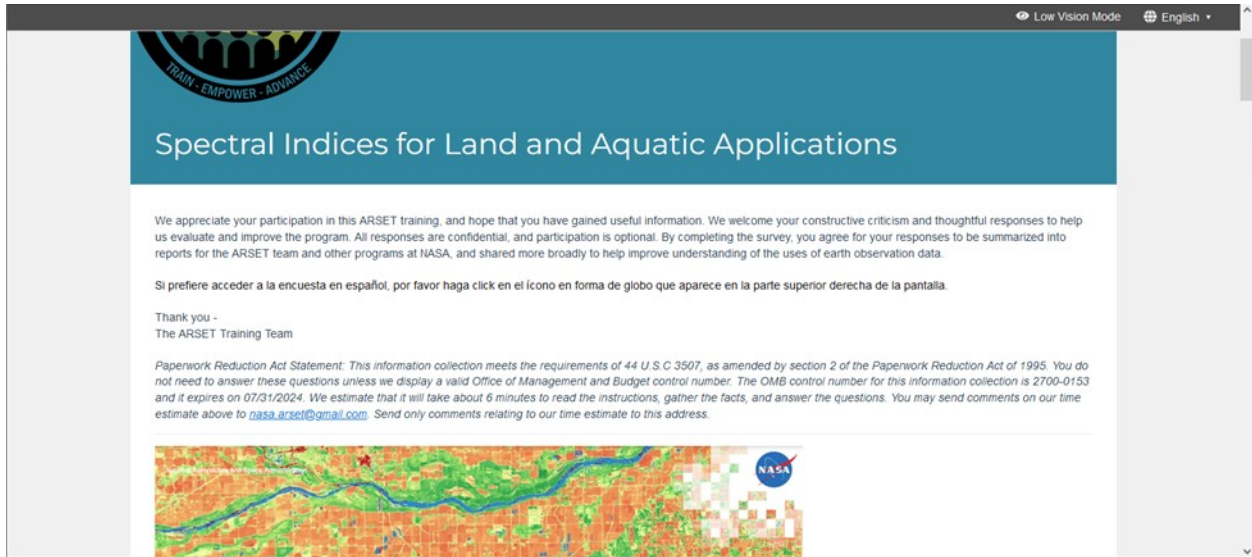 Low Vision Mode English
TRAIN - EMPOWER - ADVANCE
Spectral Indices for Land and Aquatic Applications
We appreciate your participation in this ARSET training, and hope that you have gained useful information. We welcome your constructive criticism and thoughtful responses to help
us evaluate and improve the program. All responses are confidential, and participation is optional. By completing the survey, you agree for your responses to be summarized into
reports for the ARSET team and other programs at NASA, and shared more broadly to help improve understanding of the uses of earth observation data.
Si prefiere acceder a la encuesta en español, por favor haga click en el ícono en forma de globo que aparece en la parte superior derecha de la pantalla.
Thank you -
The ARSET Training Team
Paperwork Reduction Act Statement: This information collection meets the requirements of 44 U.S.C 3507, as amended by section 2 of the Paperwork Reduction Act of 1995. You do
not need to answer these questions unless we display a valid Office of Management and Budget control number. The OMB control number for this information collection is 2700-0153
and it expires on 07/31/2024. We estimate that it will take about 6 minutes to read the instructions, gather the facts, and answer the questions. You may send comments on our time
estimate above to nasa.arset@gmail.com. Send only comments relating to our time estimate to this address.
NASA